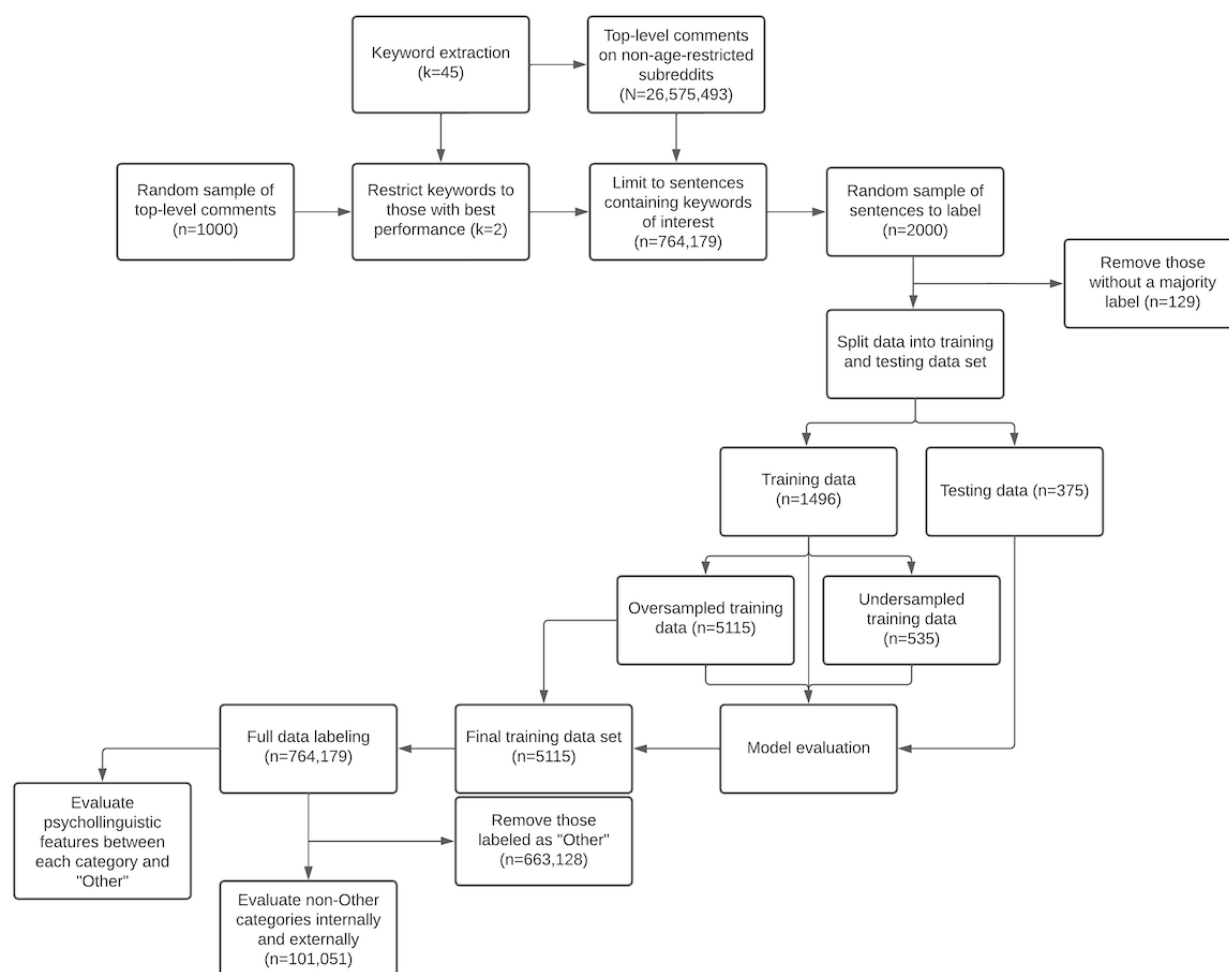 Keyword extraction
(k=45)
Top-level comments
on non-age-restricted
subreddits
(N=26,575,493)
Random sample of
top-level comments
(n=1000)
Restrict keywords to
those with best
performance (k=2)
Limit to sentences
containing keywords
of interest
(n=764,179)
Random sample of
sentences to label
(n=2000)
Remove those
without a majority
label (n=129)
Split data into training
and testing data set
Training data
(n=1496)
Testing data (n=375)
Oversampled training
data (n=5115)
Undersampled
training data
(n=535)
Full data labeling
(n=764,179)
Final training data set
(n=5115)
Model evaluation
Evaluate
psychollinguistic
features between
each category and
"Other"
Remove those
labeled as "Other"
(n=663,128)
Evaluate non-Other
categories internally
and externally
(n=101,051)